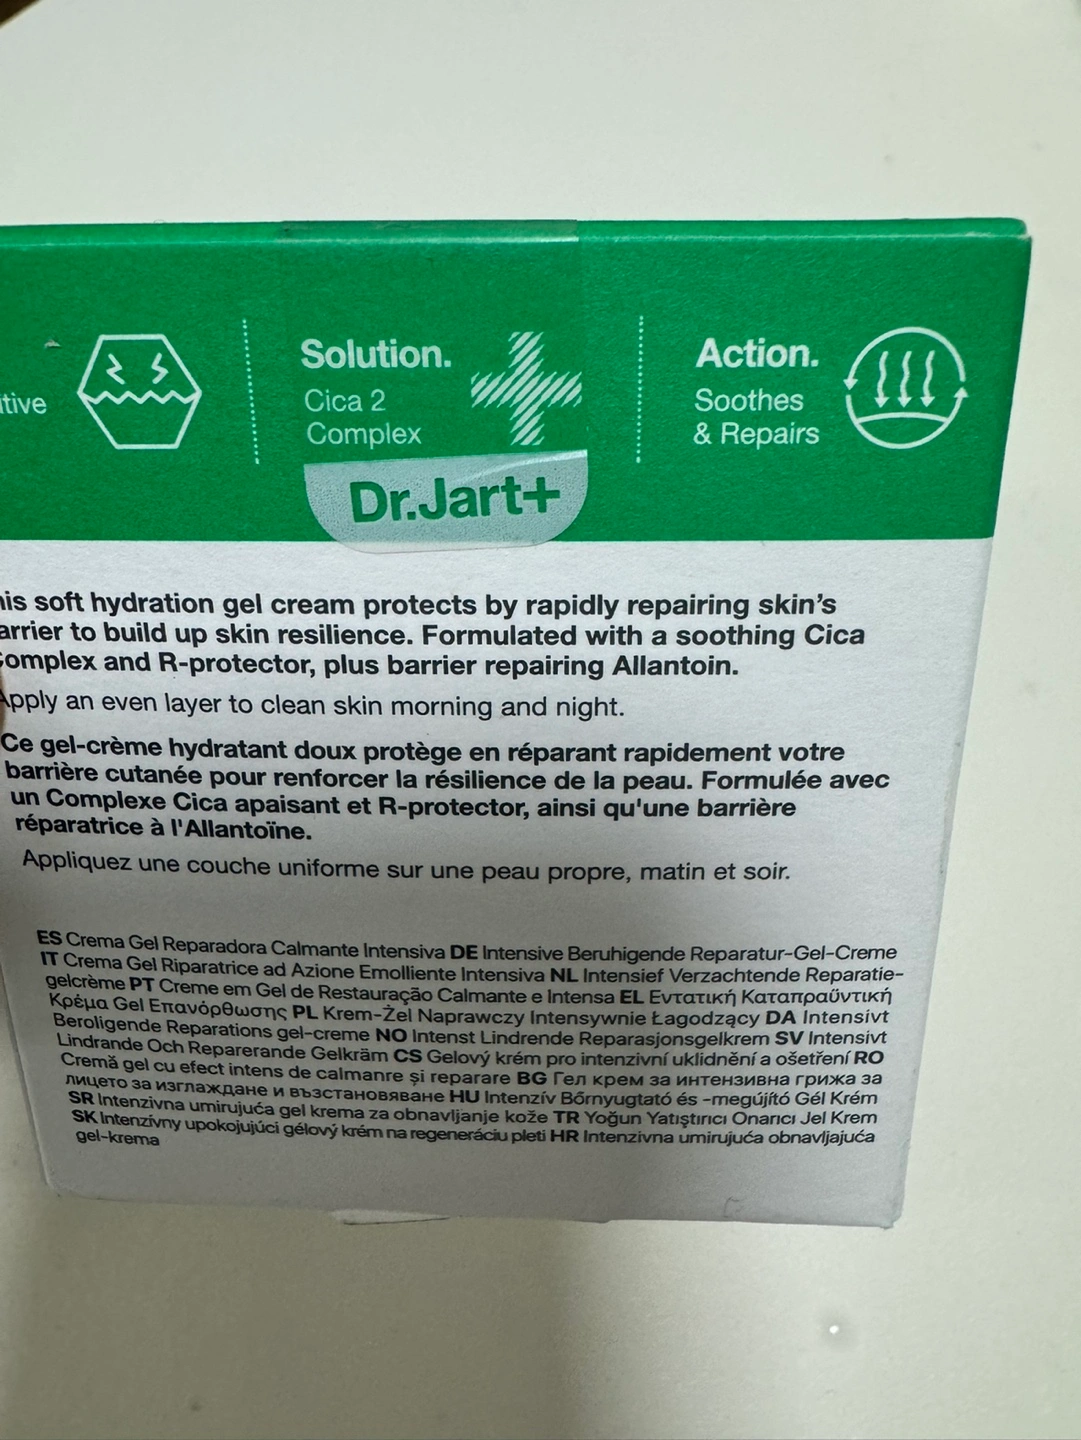 Solution.
Cica 2
Complex
Action.
Soothes
& Repairs
Dr.Jart+
soft hydration gel cream protects by rapidly repairing skin's
to build up skin resilience. Formulated with a soothing Cica
and R-protector, plus barrier repairing Allantoin.
Apply an even layer to clean skin morning and night.
Ce gel-crème hydratant doux protège en réparant rapidement votre
barrière cutanée pour renforcer la résilience de la peau. Formulée avec
un Complexe Cica apaisant et R-protector, ainsi qu'une barrière
réparatrice à l'Allantoïne.
Appliquez une couche uniforme sur une peau propre, matin et soir.
ES Crema Gel Reparadora Calmante Intensiva DE Intensive Beruhigende Reparatur-Gel-Creme
IT Crema Gel Riparatrice ad Azione Emolliente Intensiva NL Intensief Verzachtende Reparatie-
gelcrème PT Creme em Gel de Restauração Calmante e Intensa EL Εντατική Καταπραϋντική
Κρέμα Gel Επανόρθωσης PL Krem-Żel Naprawczy Intensywnie Łagodzący DA Intensivt
Beroligende Reparations gel-creme NO Intenst Lindrende Reparasjonsgelkrem SV Intensivt
Lindrande Och Reparerande Gelkräm CS Gelový krém pro intenzivní uklidnění a ošetření RO
Cremă gel cu efect intens de calmanre și reparare BG Гел крем за интензивна грижа за
лицето за изглаждане и възстановяване HU Intenzív Bőrnyugtató és -megújító Gél Krém
SR Intenzivna umirujuća gel krema za obnavljanje kože TR Yoğun Yatıştırıcı Onarıcı Jel Krem
SK Intenzívny upokojujúci gélový krém na regeneráciu pleti HR Intenzivna umirujuća obnavljajuća
gel-krema